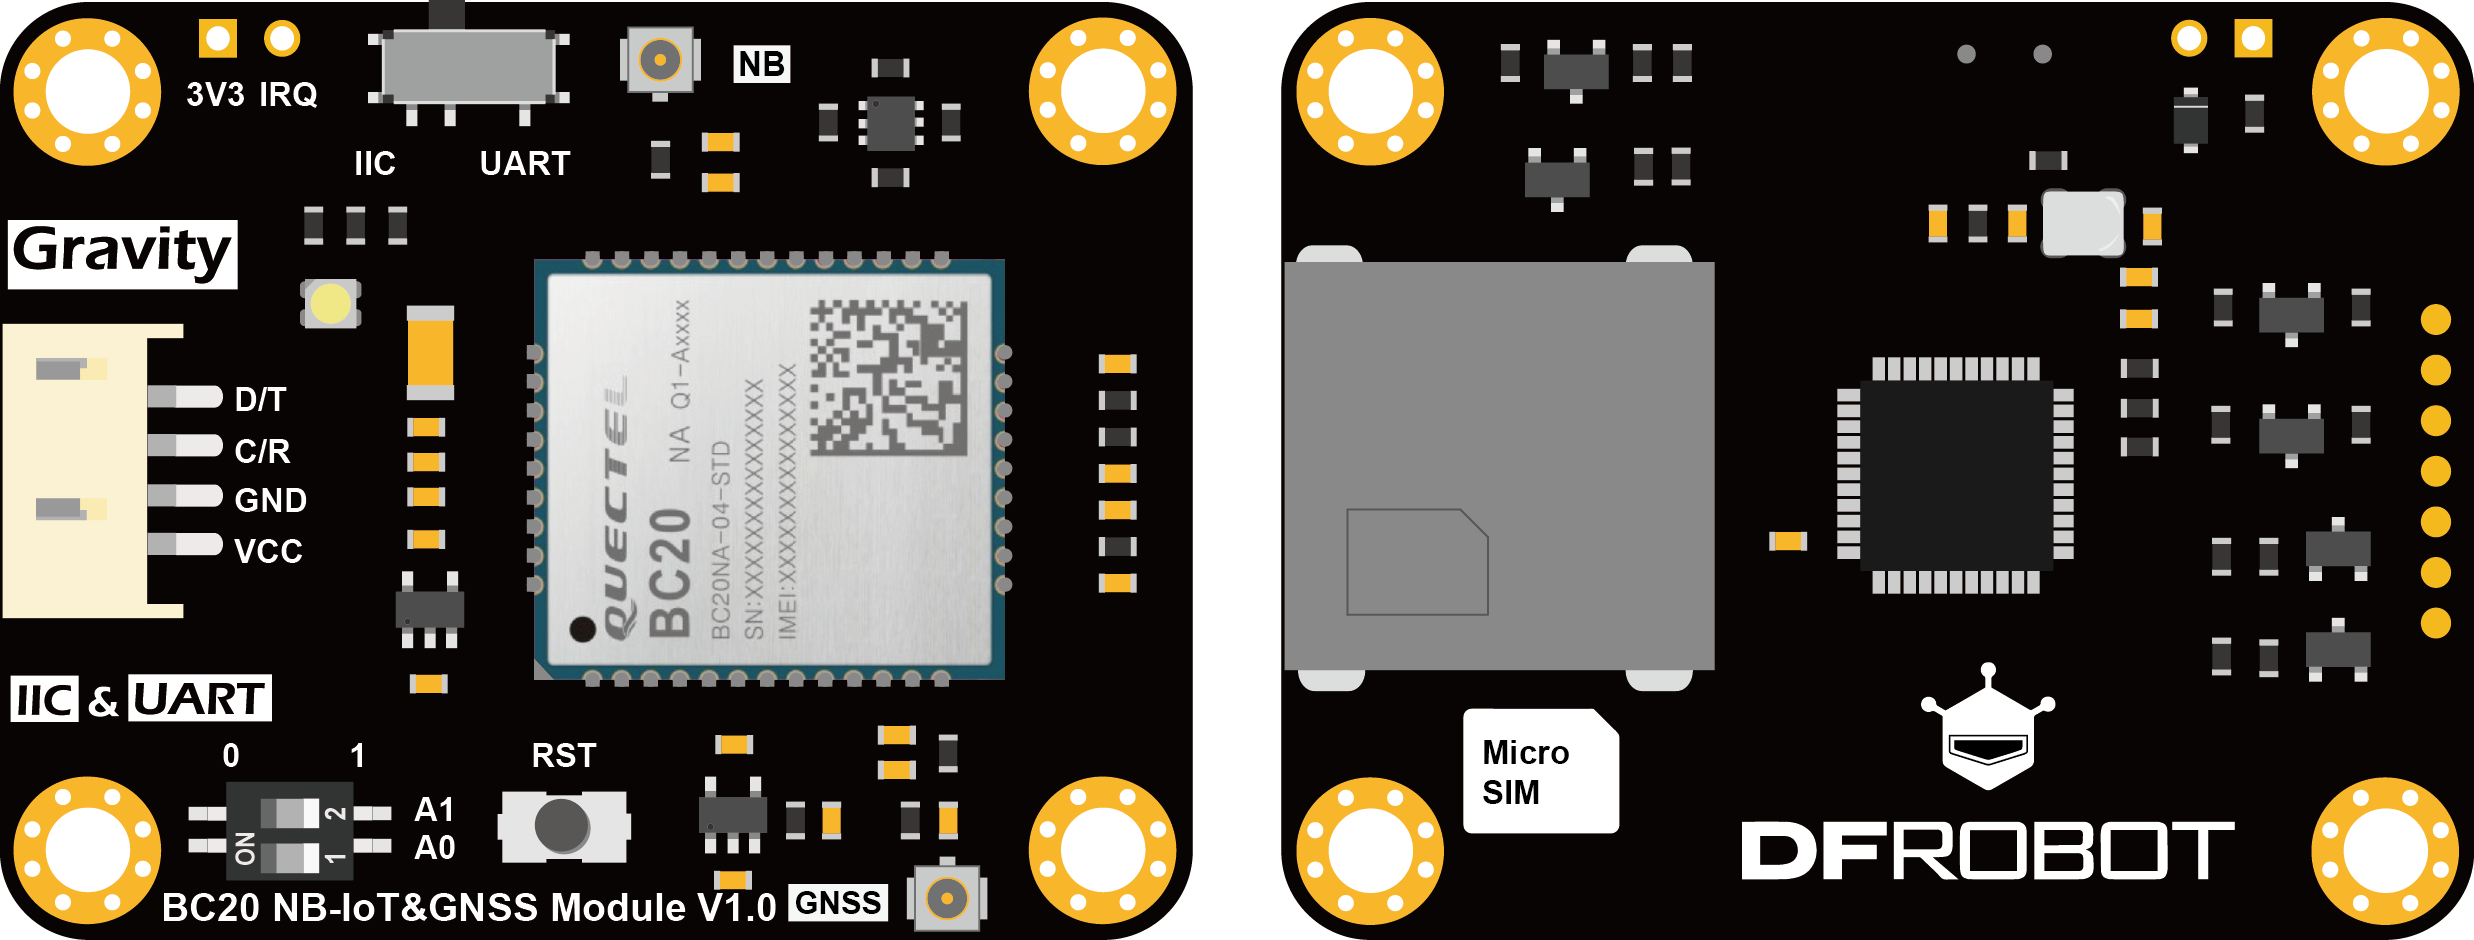 3V3 IRQ
IIC
UART
NB
Gravity
D/T
C/R
GND
VCC
QUECTEL
BC20
NA Q1-AXXXX
BC20NA-04-STD
SN:XXXXXXXXXXXXXXX
IMEI:XXXXXXXXXXXXXXX
IIC & UART
0 1
ON
2
1
A1
A0
RST
BC20 NB-IoT&GNSS Module V1.0
GNSS
Micro
SIM
DFROBOT